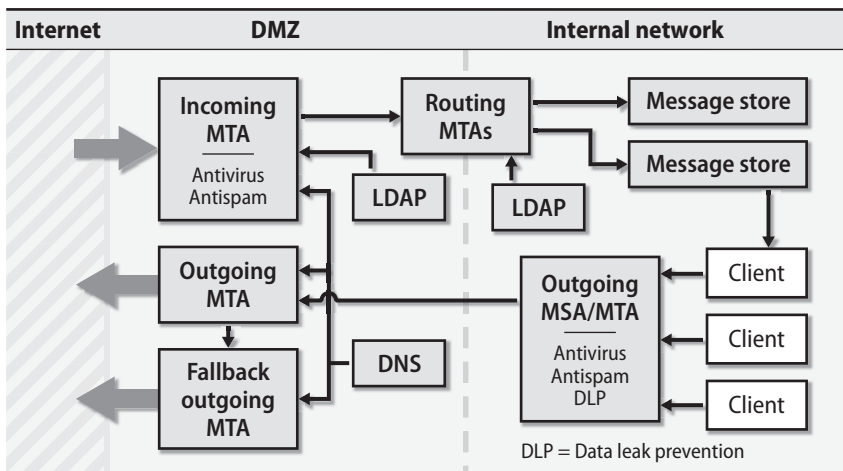 Internet
DMZ
Internal network
Incoming
MTA
Antivirus
Antispam
LDAP
Routing
MTAs
LDAP
Message store
Message store
Outgoing
MTA
Fallback
outgoing
MTA
DNS
Outgoing
MSA/MTA
Antivirus
Antispam
DLP
Client
Client
Client
DLP = Data leak prevention